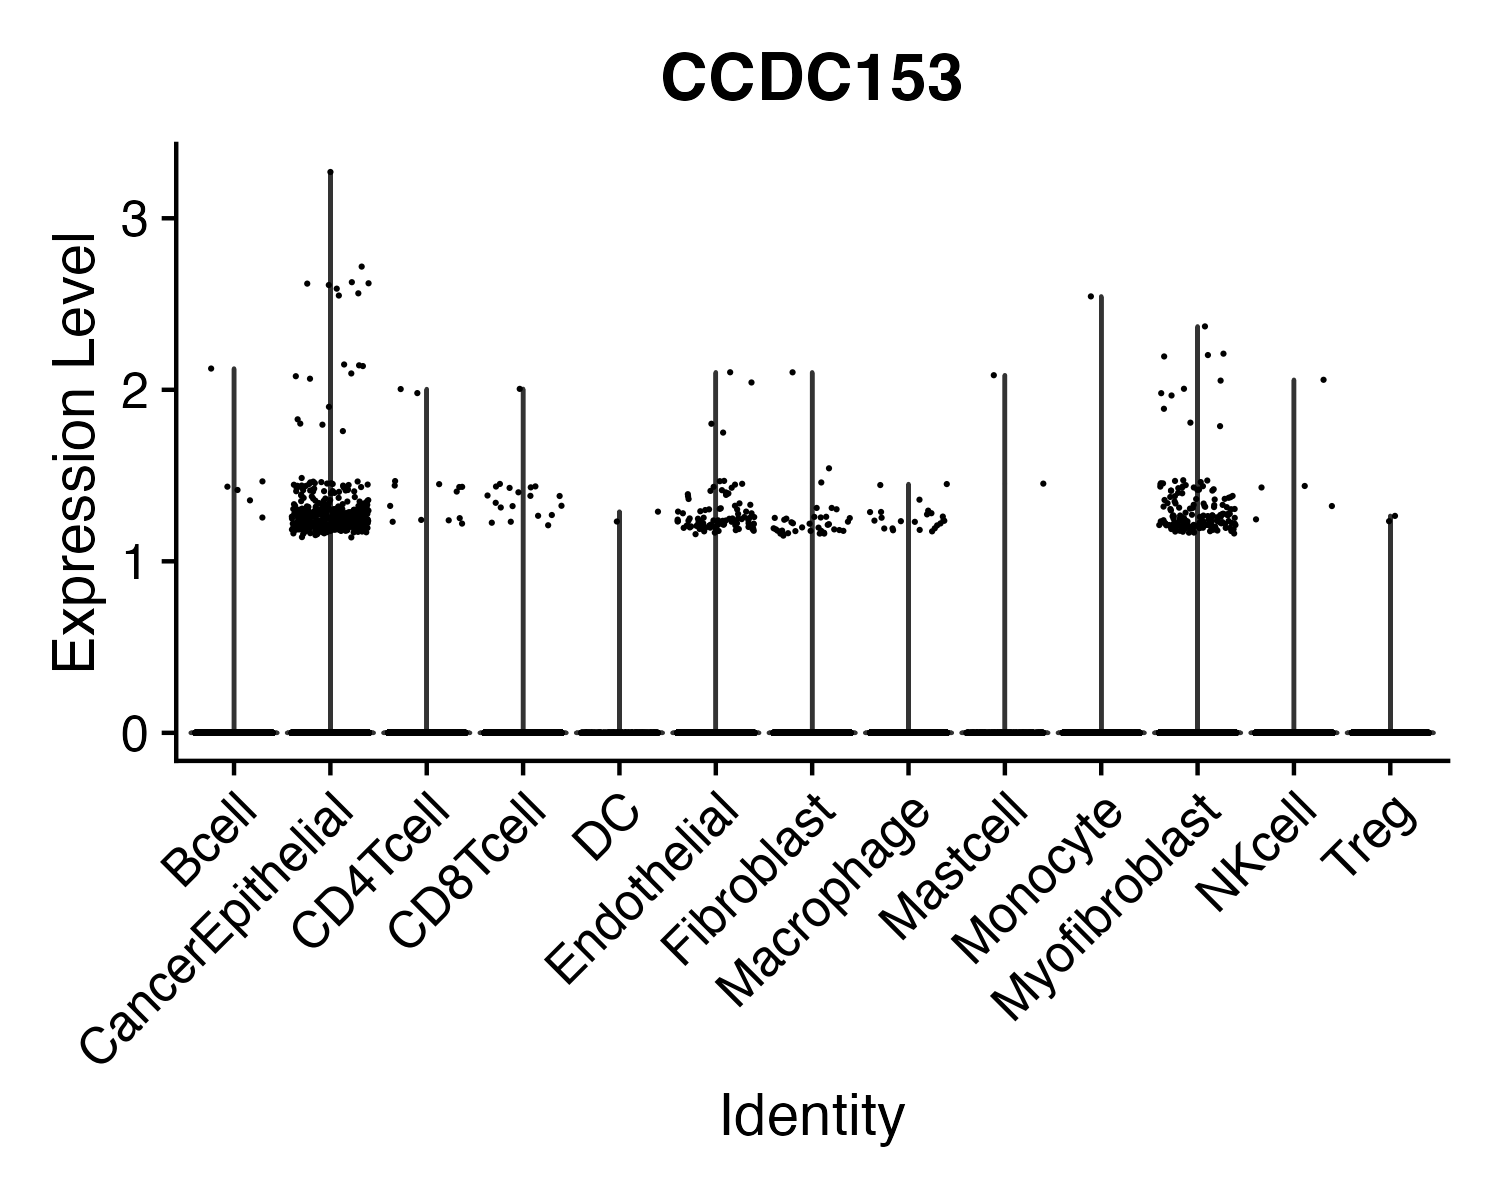 CCDC153
Expression Level
3
2
1
0
Bcell
CancerEpithelial
CD4Tcell
CD8Tcell
DC
Endothelial
Fibroblast
Macrophage
Mastcell
Monocyte
Myofibroblast
NKcell
Treg
Identity